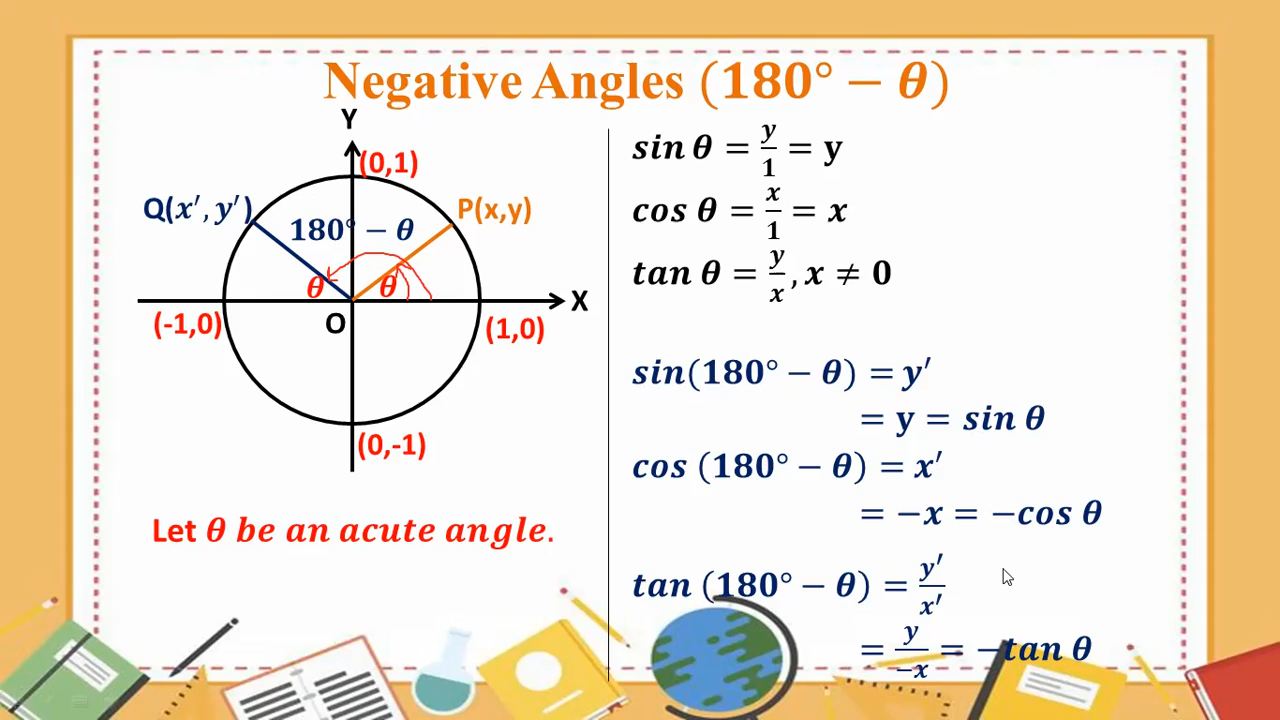 Negative Angles (180° − θ)
Y
(0,1)
Q(x′, y′)
P(x,y)
180° − θ
θ
θ
X
O
(-1,0)
(1,0)
(0,-1)
Let θ be an acute angle.
sin θ = y/1 = y
cos θ = x/1 = x
tan θ = y/x , x ≠ 0
sin(180° − θ) = y′
= y = sin θ
cos (180° − θ) = x′
= −x = −cos θ
tan (180° − θ) = y′/x′
= y/−x = −tan θ